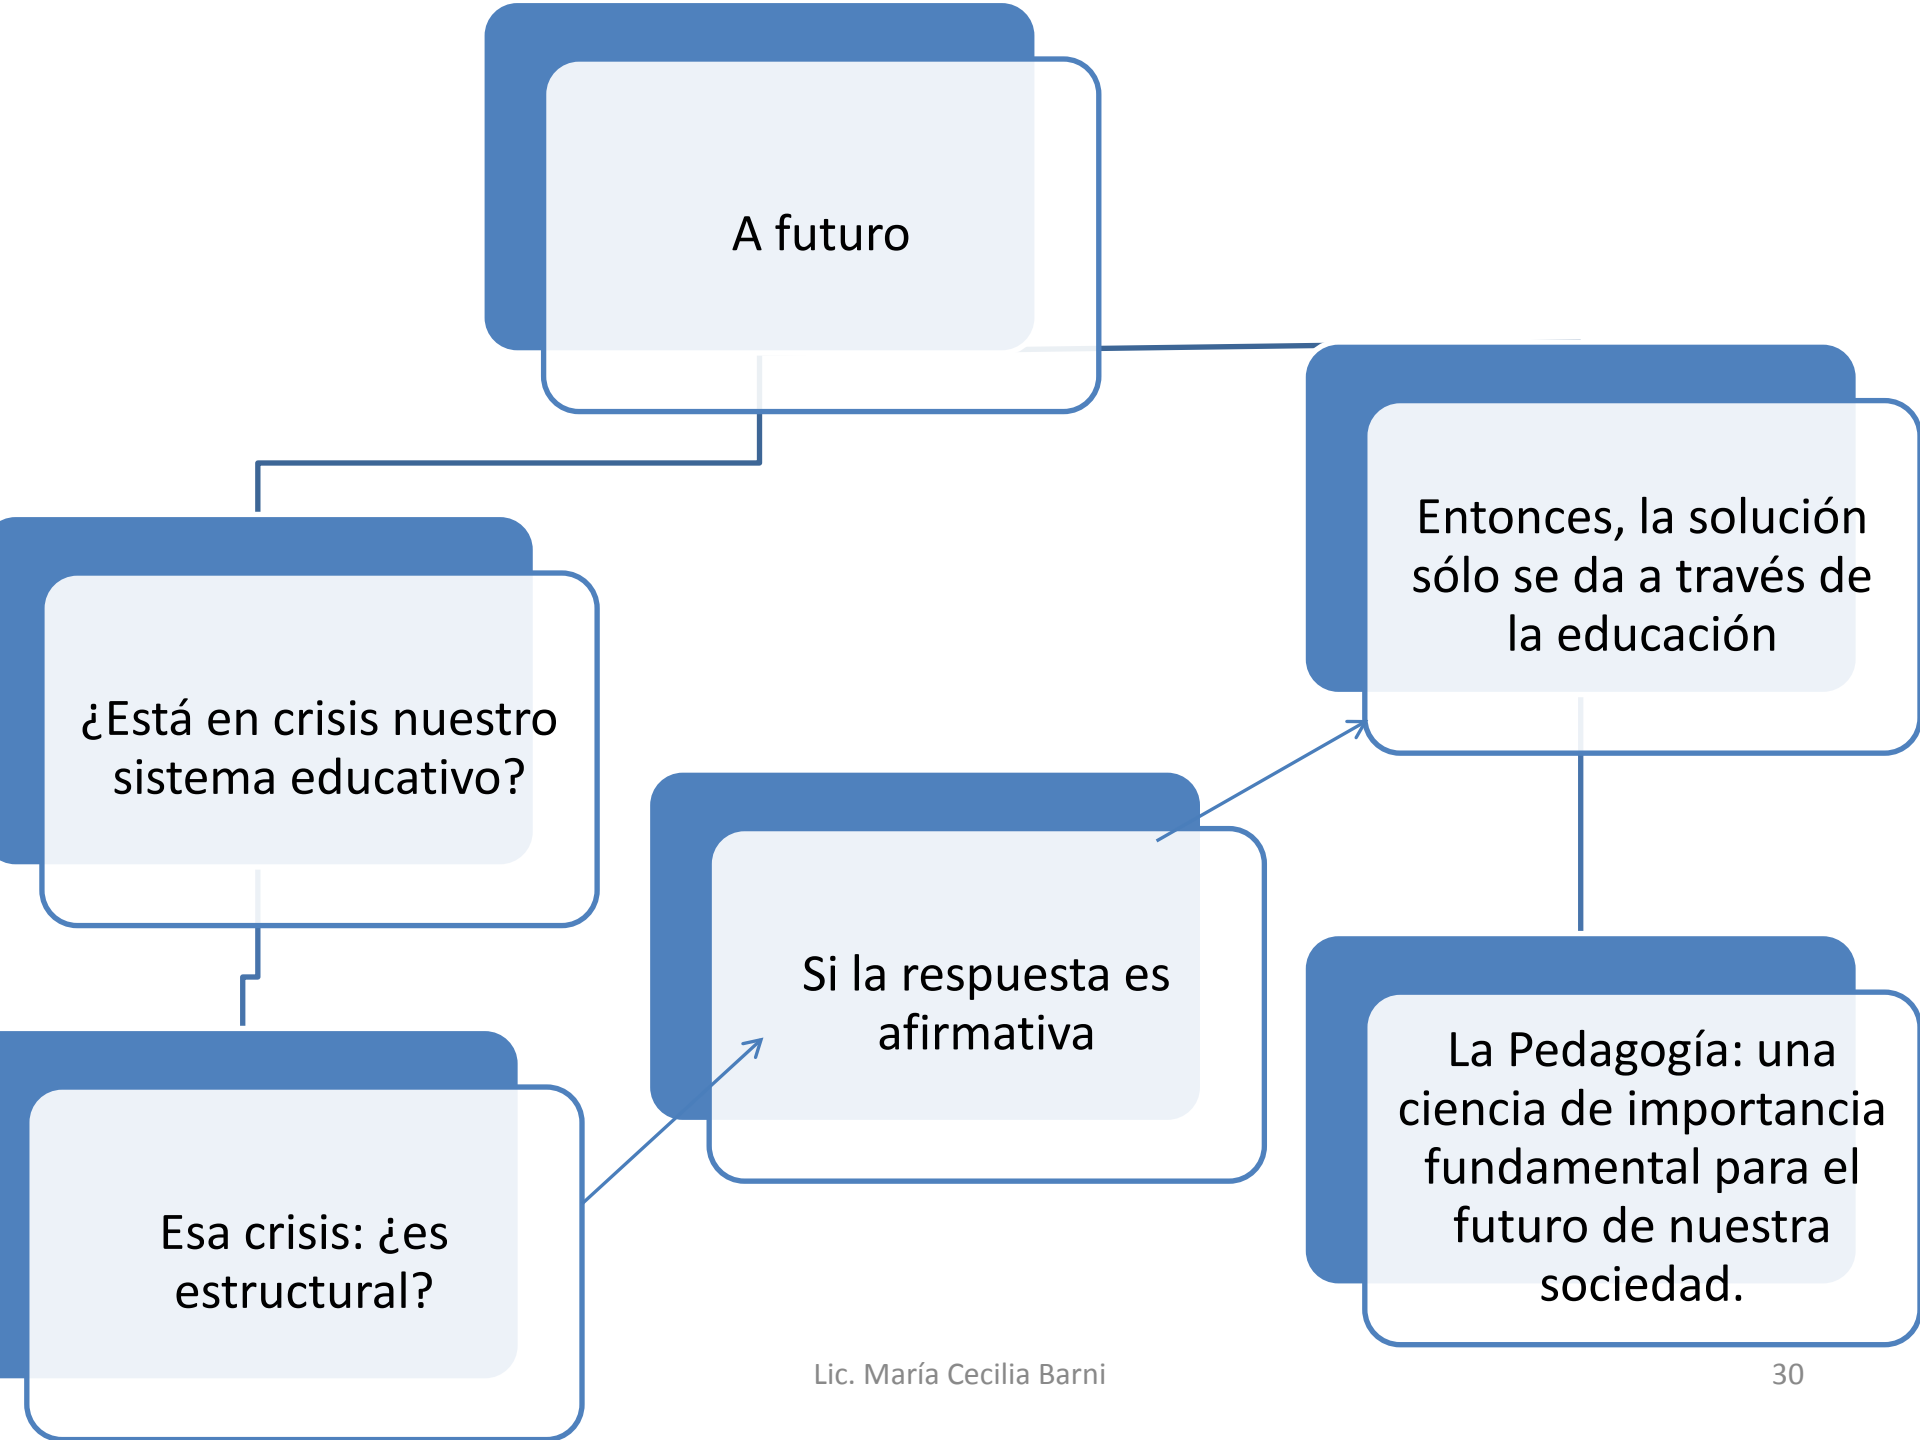 A futuro
¿Está en crisis nuestro
sistema educativo?
Esa crisis: ¿es
estructural?
Si la respuesta es
afirmativa
Entonces, la solución
sólo se da a través de
la educación
La Pedagogía: una
ciencia de importancia
fundamental para el
futuro de nuestra
sociedad.
Lic. María Cecilia Barni
30